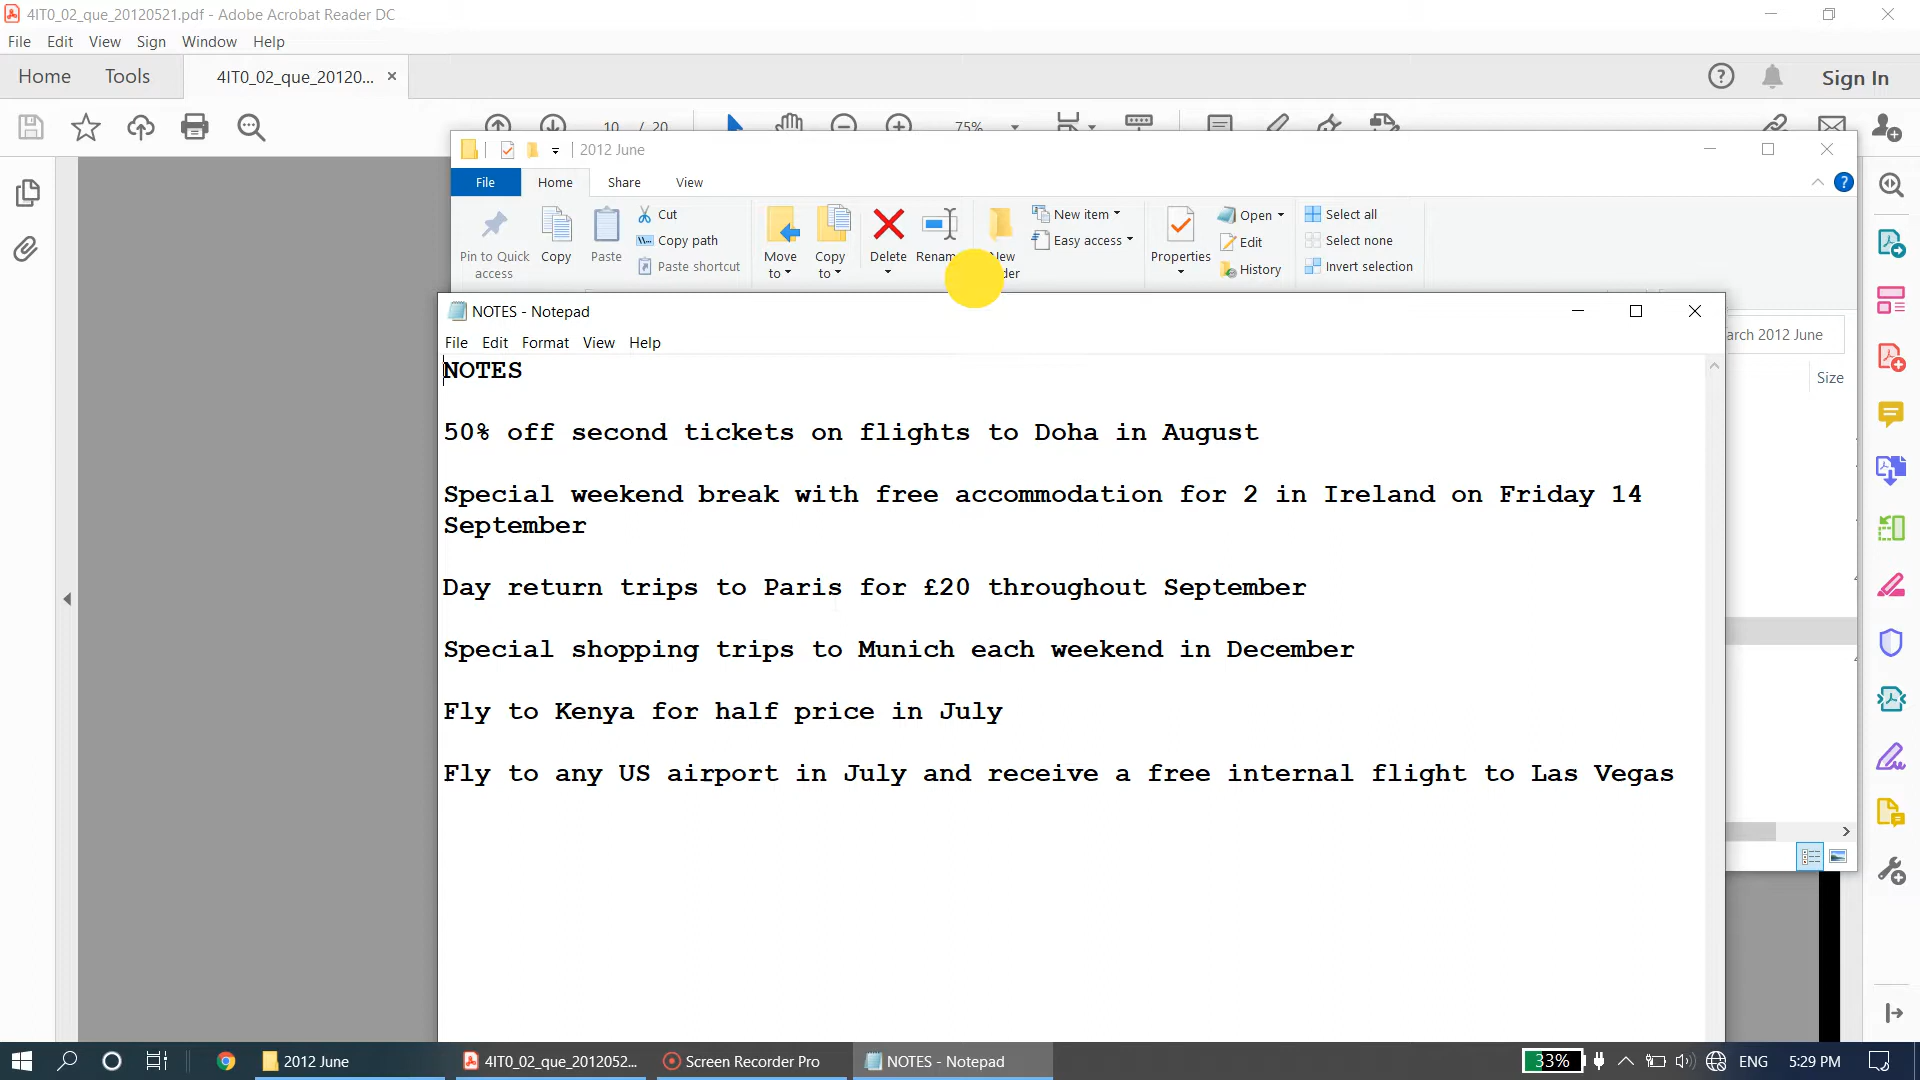 4IT0_02_que_20120521.pdf - Adobe Acrobat Reader DC
File Edit View Sign Window Help
Home Tools 4IT0_02_que_20120... × Sign In
10 / 20 75%
2012 June
File Home Share View
Pin to Quick access
Copy
Paste
Cut
Copy path
Paste shortcut
Move to
Copy to
Delete
New item
Easy access
Properties
Open
Edit
History
Select all
Select none
Invert selection
NOTES - Notepad
File Edit Format View Help
2012 June
Size
NOTES
50% off second tickets on flights to Doha in August
Special weekend break with free accommodation for 2 in Ireland on Friday 14
September
Day return trips to Paris for £20 throughout September
Special shopping trips to Munich each weekend in December
Fly to Kenya for half price in July
Fly to any US airport in July and receive a free internal flight to Las Vegas
2012 June 4IT0_02_que_2012052... Screen Recorder Pro NOTES - Notepad 33% ENG 5:29 PM